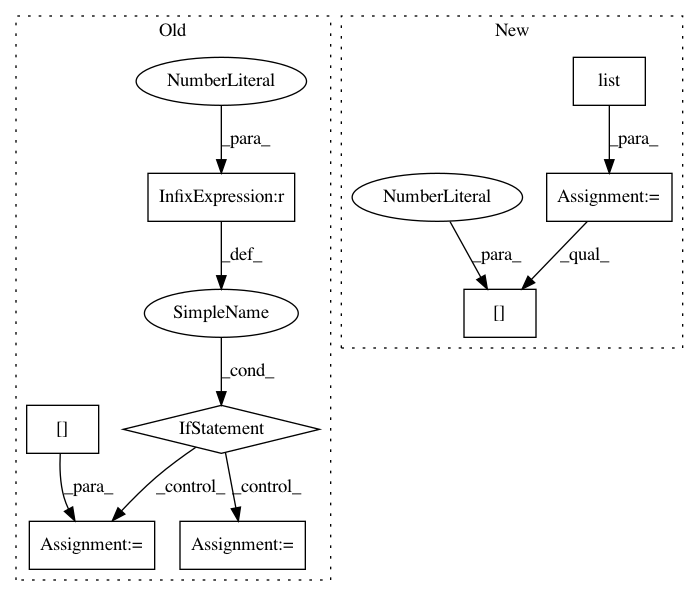 Old
New
NumberLiteral
list
_para_
_para_
InfixExpression:r
NumberLiteral
Assignment:=
_def_
_para_
_qual_
SimpleName
[]
_cond_
[]
IfStatement
_para_
_control_
_control_
Assignment:=
Assignment:=